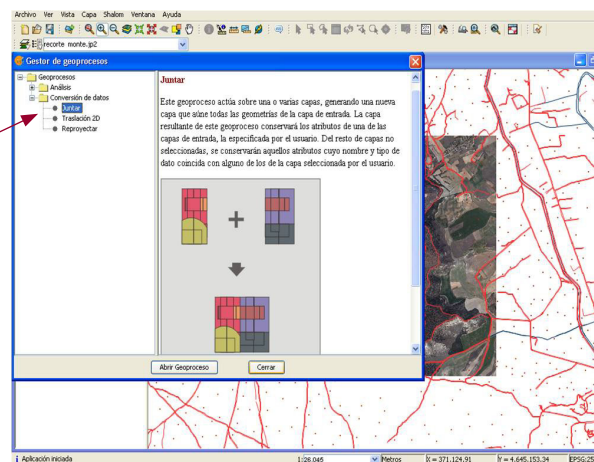 Archivo Ver Vista Capa Shalom Ventana Ayuda
recorte monte.jp2
Gestor de geoprocesos
Geoprocesos
Análisis
Conversión de datos
Juntar
Traslación 2D
Reproyectar
Juntar
Este geoproceso actúa sobre una o varias capas, generando una nueva
capa que aúne todas las geometrías de la capa de entrada. La capa
resultante de este geoproceso conservará los atributos de una de las
capas de entrada, la especificada por el usuario. Del resto de capas no
seleccionadas, se conservarán aquellos atributos cuyo nombre y tipo de
dato coincida con alguno de los de la capa seleccionada por el usuario.
Abrir Geoproceso Cerrar
Aplicación iniciada 1:26.045 Metros X = 371.124,91 Y = 4.645.153,34 EPSG:25